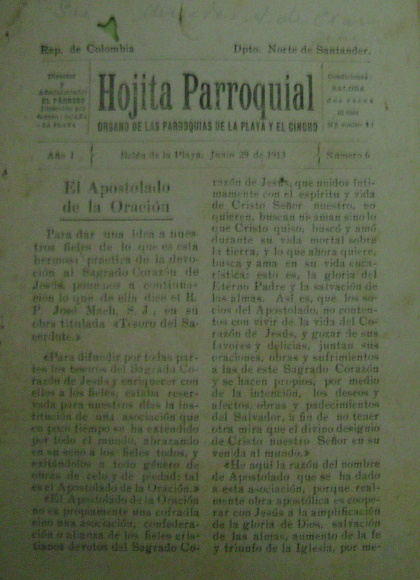 Rep. de Colombia
Dpto. Norte de Santander.
Director
y
Administrador
EL PÁRROCO
LA PLAYA
Hojita Parroquial
ORGANO DE LAS PARROQUIAS DE LA PLAYA Y EL CINCHO
Condiciones:
Año I
Belén de la Playa. Junio 29 de 1913
Número 6
El Apostolado
de la Oración
Para dar una idea a nues-
tros fieles de lo que es esta
hermosa práctica de la devo-
ción al Sagrado Corazón de
Jesús, ponemos a continua-
ción lo que de ella dice el R.
P. José Mach, S. J., en su
obra titulada «Tesoro del Sa-
cerdote.»
«Para difundir por todas par-
tes los tesoros del Sagrado Co-
razón de Jesús y enriquecer con
ellos a los fieles, estaba reser-
vada para nuestros días la ins-
titución de una asociación que
en poco tiempo se ha extendido
por todo el mundo, abrazando
en su seno a los fieles todos, y
exitándolos a todo género de
obras de celo y de piedad; tal
es el Apostolado de la Oración.»
«El Apostolado de la Oración
no es propiamente una cofradía
sino una asociación, confedera-
ción o alianza de los fieles cris-
tianos devotos del Sagrado Co-
razón de Jesús, que unidos ínti-
mamente con el espíritu y vida
de Cristo Señor nuestro, no
quieren, buscan ni aman sino lo
que Cristo quiso, buscó y amó
durante su vida mortal sobre
la tierra, y lo que ahora quiere,
busca y ama en su vida euca-
rística: esto es, la gloria del
Eterno Padre y la salvación de
las almas. Así es, que los so-
cios del Apostolado, no conten-
tos con vivir de la vida del Co-
razón de Jesús, y gozar de sus
favores y delicias, juntan sus
oraciones, obras y sufrimientos
a las de este Sagrado Corazón
y se hacen propios, por medio
de la intención, los deseos y
afectos, obras y padecimientos
del Salvador, a fin de no tener
otra mira que el divino designio
de Cristo nuestro Señor en su
venida al mundo.»
«He aquí la razón del nombre
de Apostolado que se ha dado
a esta asociación, porque real-
mente obra apostólica es coope-
rar con Jesús a la amplificación
de la gloria de Dios, salvación
de las almas, aumento de la fe
y triunfo de la Iglesia, por me-